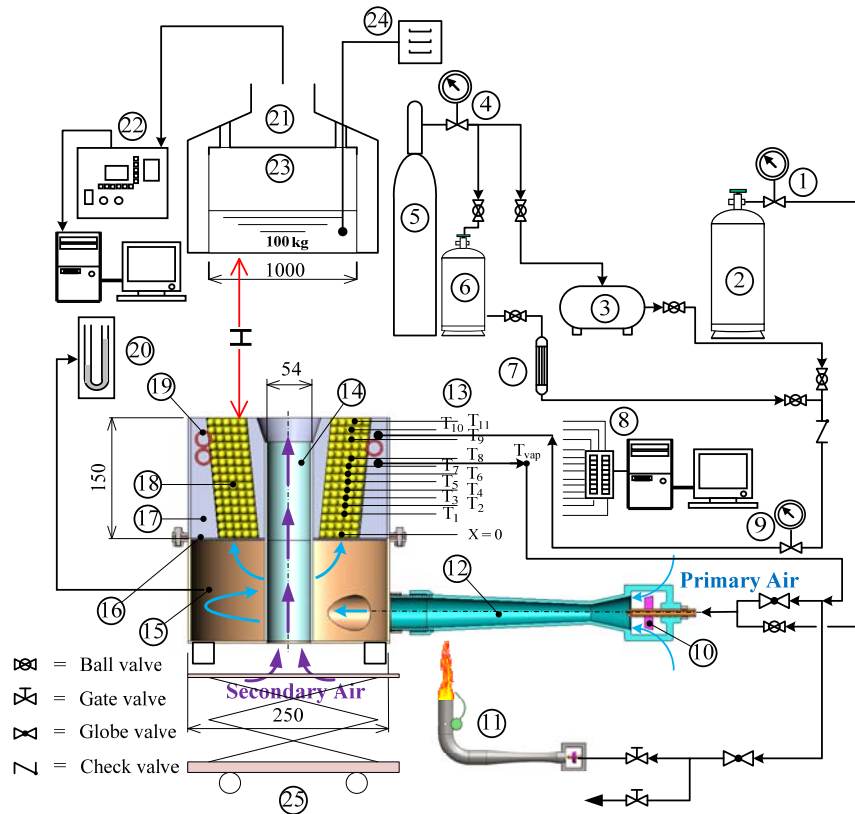 24
4
21
22
1
23
5
6
2
3
100 kg
1000
H
20
7
54
19
14
13
T10 T11
T9
8
T8
Tvap
T7
T6
T5
T4
T3
T2
T1
150
18
17
X = 0
9
16
15
12
Primary Air
10
Secondary Air
250
11
25
= Ball valve
= Gate valve
= Globe valve
= Check valve